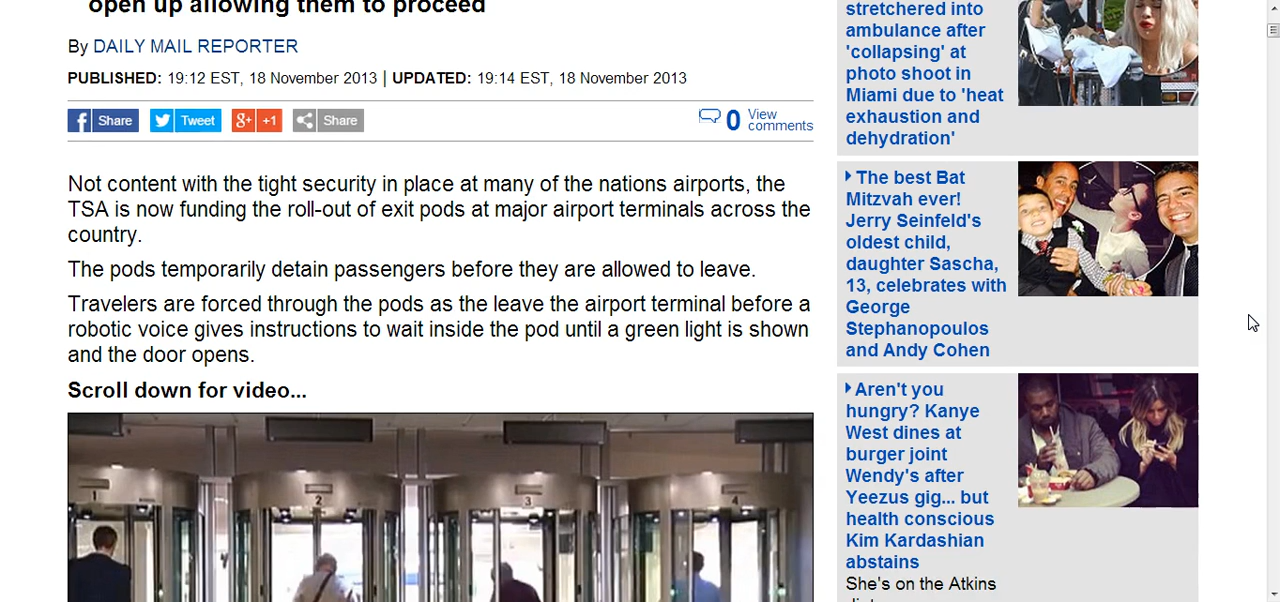 open up allowing them to proceed
By DAILY MAIL REPORTER
PUBLISHED: 19:12 EST, 18 November 2013 | UPDATED: 19:14 EST, 18 November 2013
Share
Tweet
g+ +1
Share
0 View
comments
Not content with the tight security in place at many of the nations airports, the
TSA is now funding the roll-out of exit pods at major airport terminals across the
country.
The pods temporarily detain passengers before they are allowed to leave.
Travelers are forced through the pods as the leave the airport terminal before a
robotic voice gives instructions to wait inside the pod until a green light is shown
and the door opens.
Scroll down for video...
1
2
3
4
stretchered into
ambulance after
'collapsing' at
photo shoot in
Miami due to 'heat
exhaustion and
dehydration'
The best Bat
Mitzvah ever!
Jerry Seinfeld's
oldest child,
daughter Sascha,
13, celebrates with
George
Stephanopoulos
and Andy Cohen
Aren't you
hungry? Kanye
West dines at
burger joint
Wendy's after
Yeezus gig... but
health conscious
Kim Kardashian
abstains
She's on the Atkins